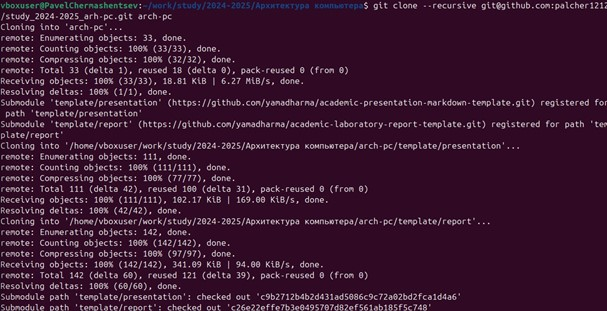 vboxuser@PavelChermashentsev:~/work/study/2024-2025/Архитектура компьютера$ git clone --recursive git@github.com:palcher1212
/study_2024-2025_arh-pc.git arch-pc
Cloning into 'arch-pc'...
remote: Enumerating objects: 33, done.
remote: Counting objects: 100% (33/33), done.
remote: Compressing objects: 100% (32/32), done.
remote: Total 33 (delta 1), reused 18 (delta 0), pack-reused 0 (from 0)
Receiving objects: 100% (33/33), 18.81 KiB | 6.27 MiB/s, done.
Resolving deltas: 100% (1/1), done.
Submodule 'template/presentation' (https://github.com/yamadharma/academic-presentation-markdown-template.git) registered for
 path 'template/presentation'
Submodule 'template/report' (https://github.com/yamadharma/academic-laboratory-report-template.git) registered for path 'tem
plate/report'
Cloning into '/home/vboxuser/work/study/2024-2025/Архитектура компьютера/arch-pc/template/presentation'...
remote: Enumerating objects: 111, done.
remote: Counting objects: 100% (111/111), done.
remote: Compressing objects: 100% (77/77), done.
remote: Total 111 (delta 42), reused 100 (delta 31), pack-reused 0 (from 0)
Receiving objects: 100% (111/111), 102.17 KiB | 169.00 KiB/s, done.
Resolving deltas: 100% (42/42), done.
Cloning into '/home/vboxuser/work/study/2024-2025/Архитектура компьютера/arch-pc/template/report'...
remote: Enumerating objects: 142, done.
remote: Counting objects: 100% (142/142), done.
remote: Compressing objects: 100% (97/97), done.
Receiving objects: 100% (142/142), 341.09 KiB | 94.00 KiB/s, done.
remote: Total 142 (delta 60), reused 121 (delta 39), pack-reused 0 (from 0)
Resolving deltas: 100% (60/60), done.
Submodule path 'template/presentation': checked out 'c9b2712b4b2d431ad5086c9c72a02bd2fca1d4a6'
Submodule path 'template/report': checked out 'c26e22effe7b3e0495707d82ef561ab185f5c748'